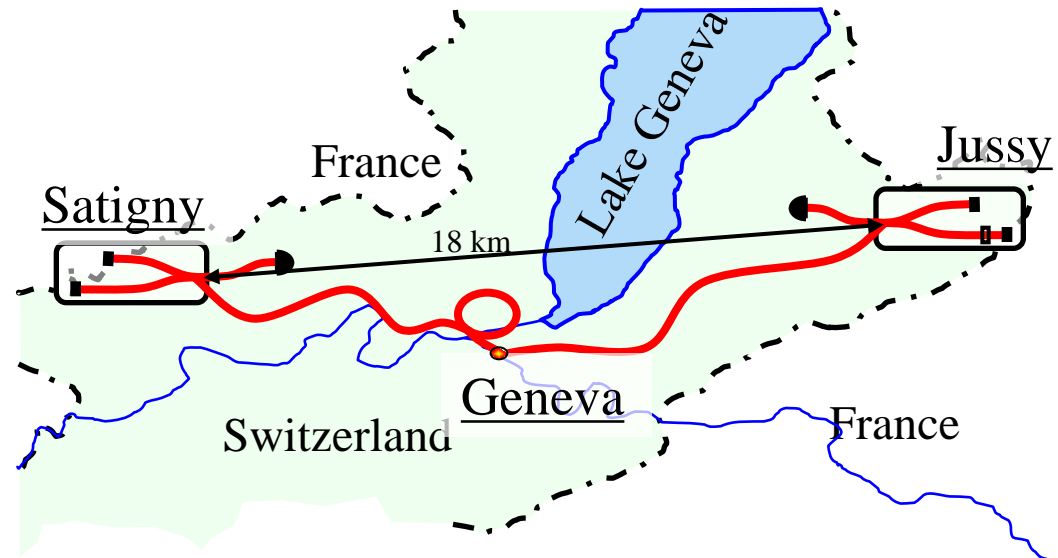 Lake Geneva
Jussy
France
Satigny
18 km
Geneva
Switzerland
France